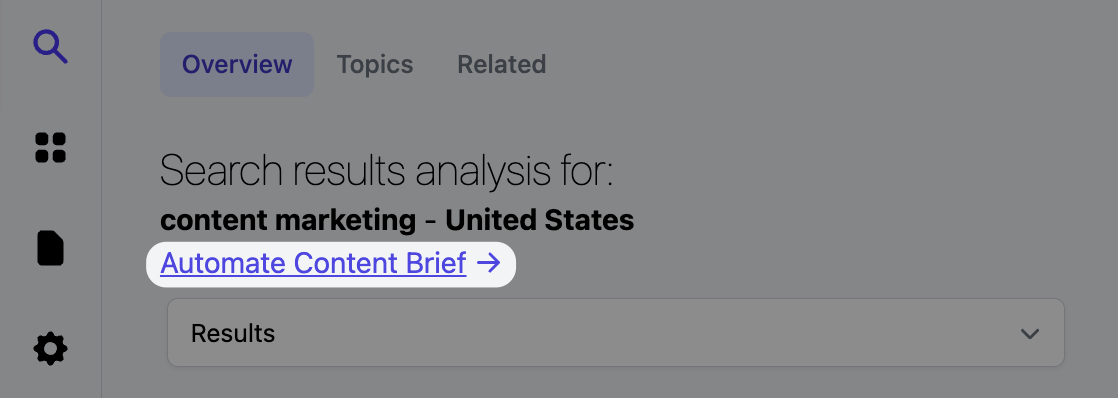 Overview Topics Related
Search results analysis for:
content marketing - United States
Automate Content Brief →
Results